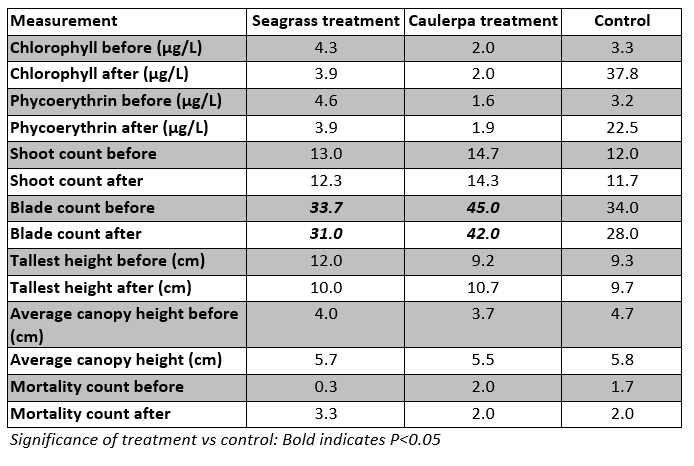 Measurement Seagrass treatment Caulerpa treatment Control
Chlorophyll before (µg/L) 4.3 2.0 3.3
Chlorophyll after (µg/L) 3.9 2.0 37.8
Phycoerythrin before (µg/L) 4.6 1.6 3.2
Phycoerythrin after (µg/L) 3.9 1.9 22.5
Shoot count before 13.0 14.7 12.0
Shoot count after 12.3 14.3 11.7
Blade count before 33.7 45.0 34.0
Blade count after 31.0 42.0 28.0
Tallest height before (cm) 12.0 9.2 9.3
Tallest height after (cm) 10.0 10.7 9.7
Average canopy height before 4.0 3.7 4.7
(cm)
Average canopy height (cm) 5.7 5.5 5.8
Mortality count before 0.3 2.0 1.7
Mortality count after 3.3 2.0 2.0
Significance of treatment vs control: Bold indicates P<0.05